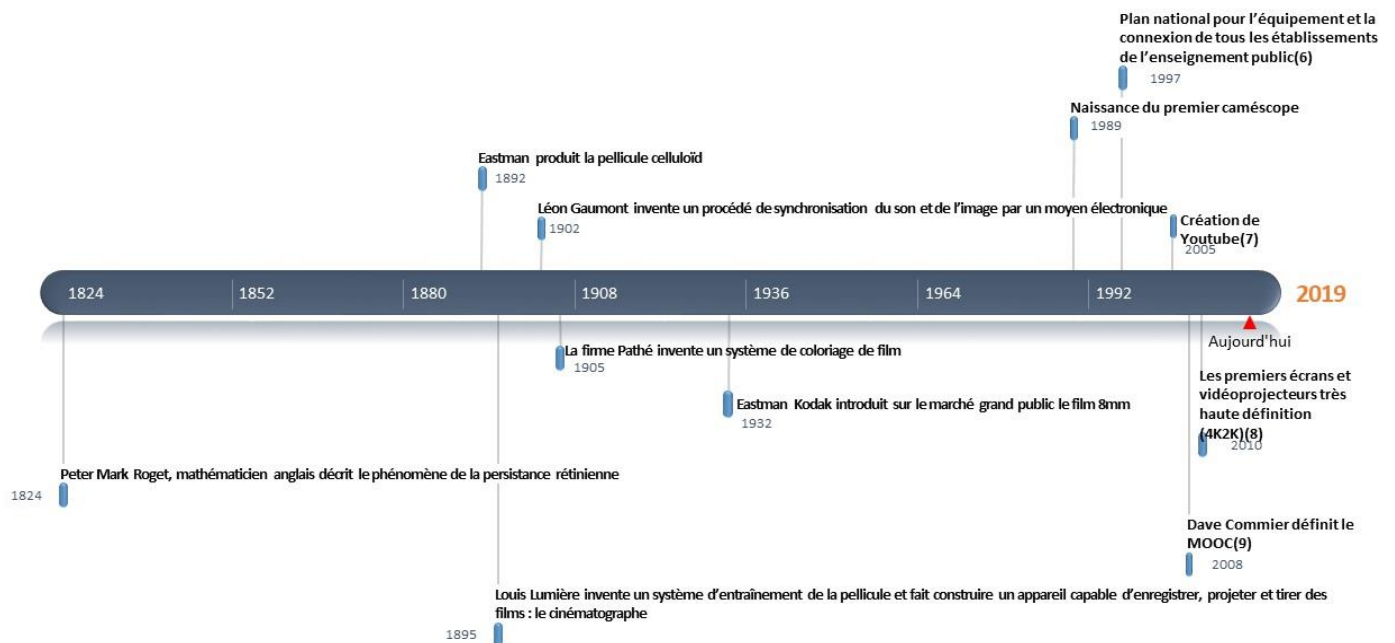 Plan national pour l’équipement et la
connexion de tous les établissements
de l’enseignement public(6)
1997
Naissance du premier caméscope
1989
Eastman produit la pellicule celluloïd
1892
Léon Gaumont invente un procédé de synchronisation du son et de l’image par un moyen électronique
1902
Création de
Youtube(7)
2005
1824 1852 1880 1908 1936 1964 1992 2019
Aujourd'hui
La firme Pathé invente un système de coloriage de film
1905
Les premiers écrans et
vidéoprojecteurs très
haute définition
(4K2K)(8)
2010
Eastman Kodak introduit sur le marché grand public le film 8mm
1932
Peter Mark Roget, mathématicien anglais décrit le phénomène de la persistance rétinienne
1824
Dave Commier définit le
MOOC(9)
2008
Louis Lumière invente un système d’entraînement de la pellicule et fait construire un appareil capable d’enregistrer, projeter et tirer des
films : le cinématographe
1895